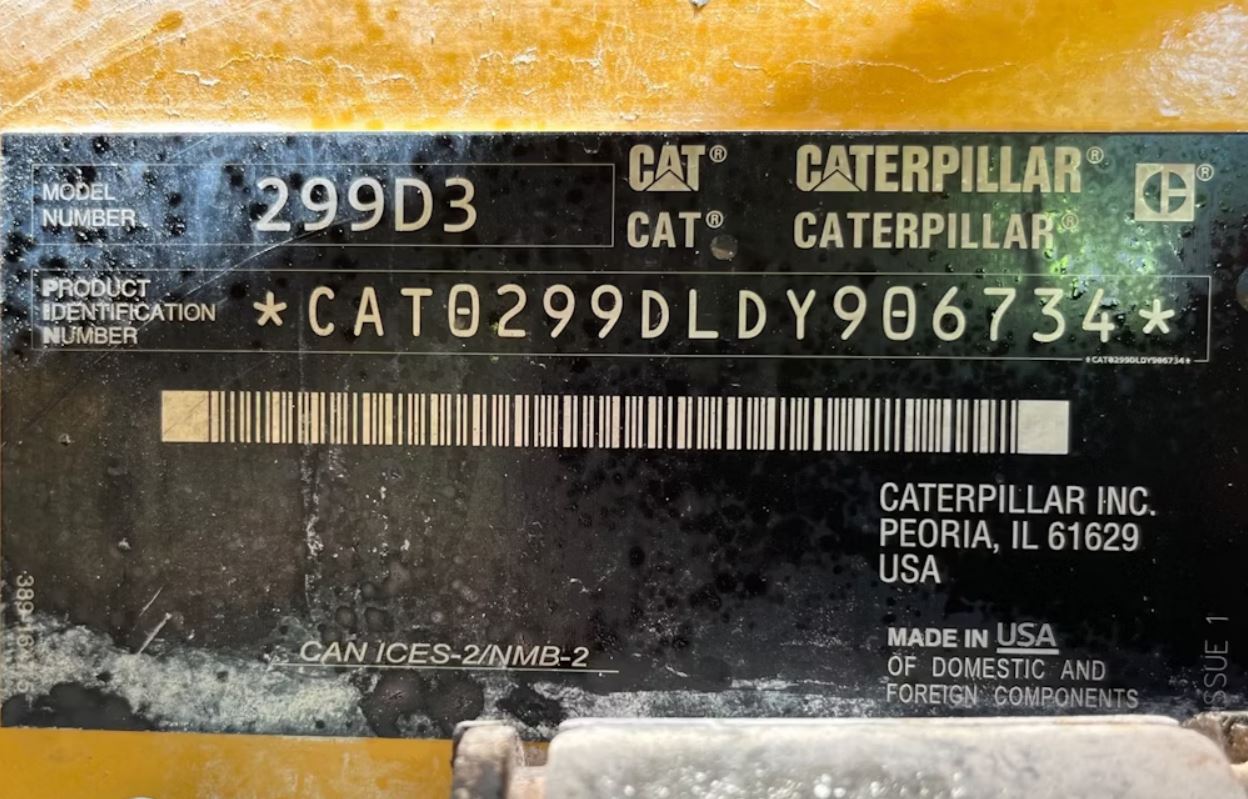 MODEL NUMBER 299D3
CAT® CATERPILLAR® ®
CAT® CATERPILLAR®
PRODUCT IDENTIFICATION NUMBER *CAT0299DLDY906734*
*CAT0299DLDY906734*
CATERPILLAR INC.
PEORIA, IL 61629
USA
CAN ICES-2/NMB-2
MADE IN USA
OF DOMESTIC AND
FOREIGN COMPONENTS
ISSUE 1